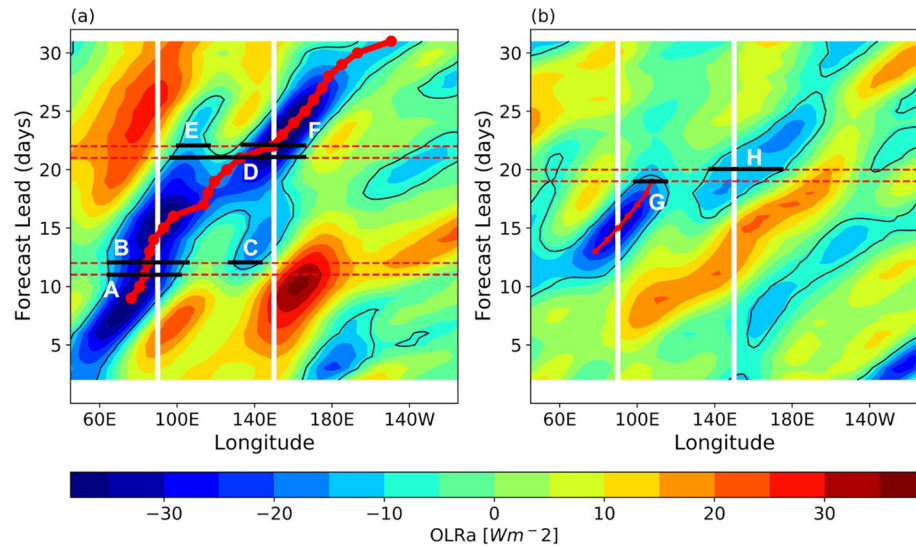 (a)
(b)
30
25
20
15
10
5
Forecast Lead (days)
E
F
D
B
C
A
60E 100E 140E 180E 140W
Longitude
30
25
20
15
10
5
Forecast Lead (days)
H
G
60E 100E 140E 180E 140W
Longitude
−30 −20 −10 0 10 20 30
OLRa [Wm−2]